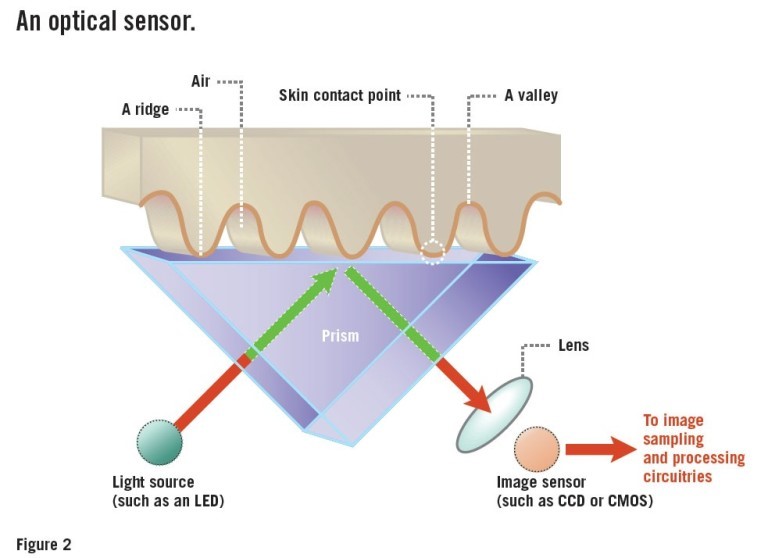 An optical sensor.
Air
A ridge
Skin contact point
A valley
Prism
Lens
Light source
(such as an LED)
Image sensor
(such as CCD or CMOS)
To image
sampling
and processing
circuitries
Figure 2